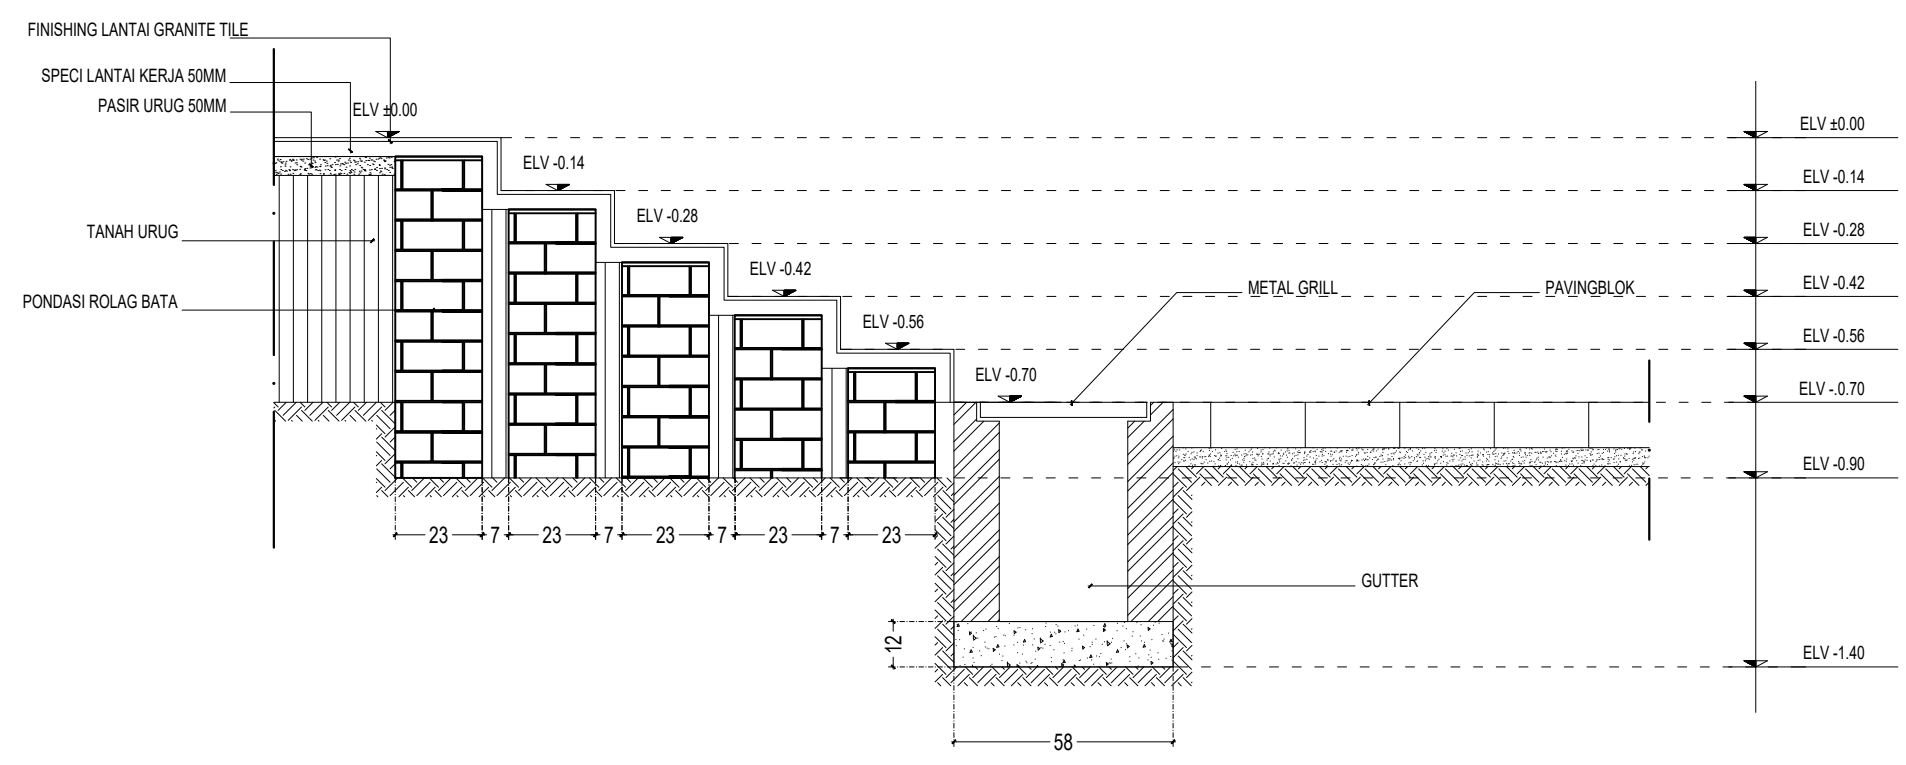 FINISHING LANTAI GRANITE TILE
SPECI LANTAI KERJA 50MM
PASIR URUG 50MM
ELV ±0.00
ELV ±0.00
ELV -0.14
ELV -0.14
ELV -0.28
ELV -0.28
TANAH URUG
ELV -0.42
ELV -0.42
METAL GRILL
PAVINGBLOK
PONDASI ROLAG BATA
ELV -0.56
ELV -0.56
ELV -0.70
ELV -.0.70
ELV -0.90
23
7
23
7
23
7
23
7
23
GUTTER
12
ELV -1.40
58